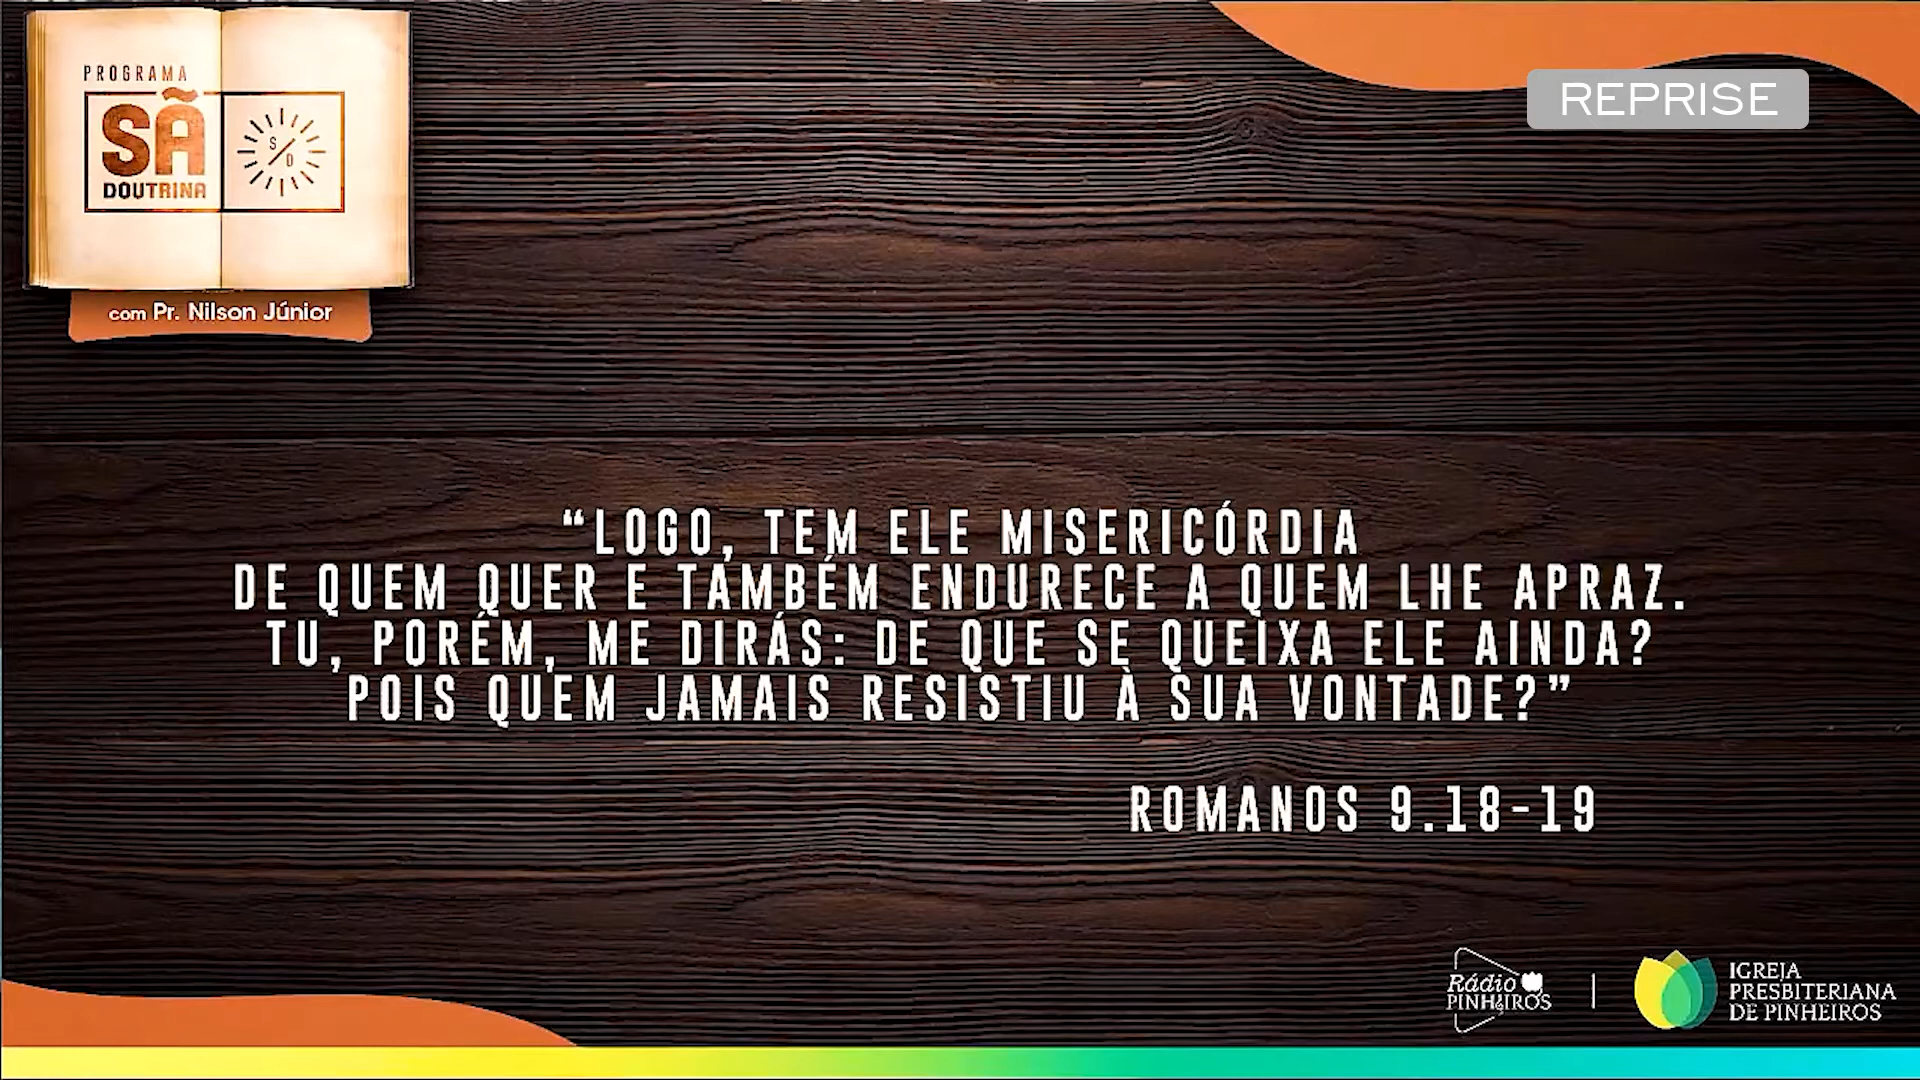 PROGRAMA
SÃ
DOUTRINA
S/D
com Pr. Nilson Júnior
REPRISE
“LOGO, TEM ELE MISERICÓRDIA
DE QUEM QUER E TAMBÉM ENDURECE A QUEM LHE APRAZ.
TU, PORÉM, ME DIRÁS: DE QUE SE QUEIXA ELE AINDA?
POIS QUEM JAMAIS RESISTIU À SUA VONTADE?”
ROMANOS 9.18-19
Rádio
PINHEIROS
IGREJA
PRESBITERIANA
DE PINHEIROS